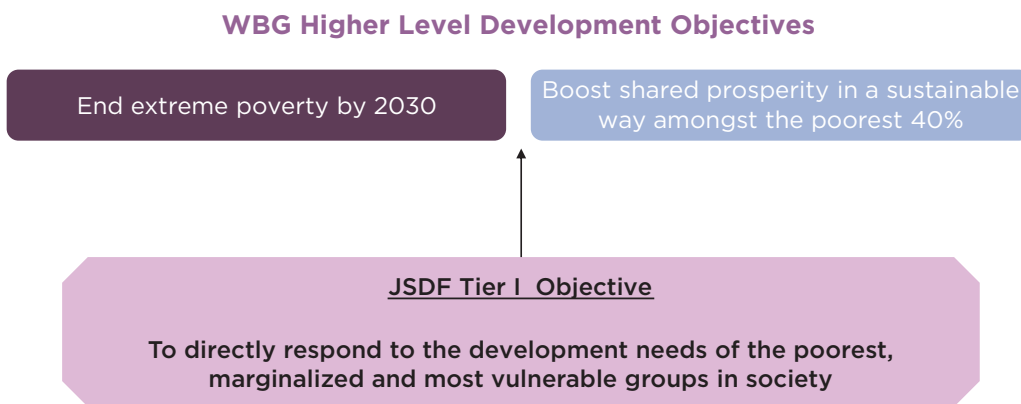 WBG Higher Level Development Objectives
End extreme poverty by 2030
Boost shared prosperity in a sustainable
way amongst the poorest 40%
JSDF Tier I Objective
To directly respond to the development needs of the poorest,
marginalized and most vulnerable groups in society